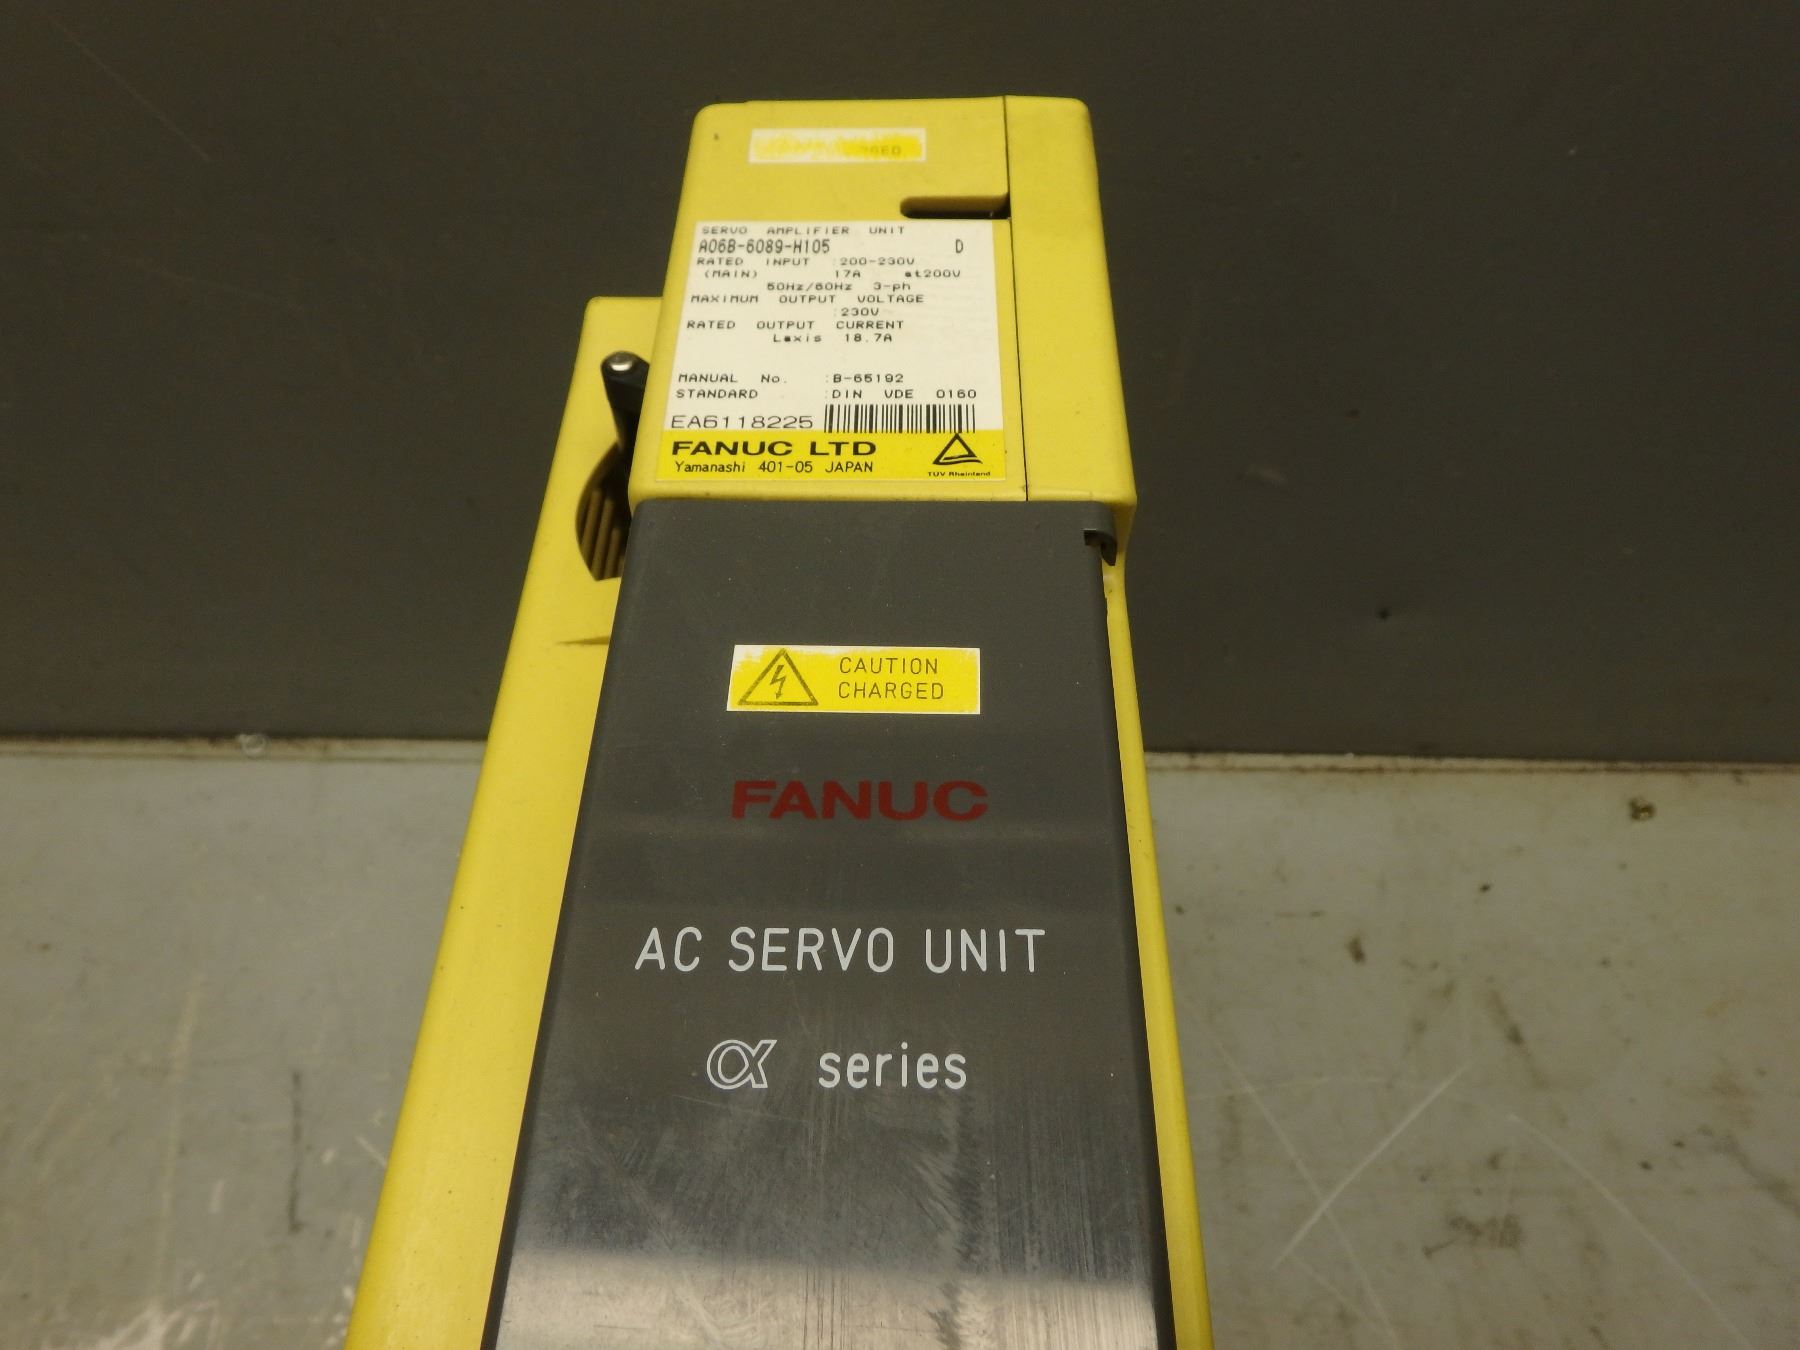 SERVO AMPLIFIER UNIT
A06B-6089-H105 D
RATED INPUT :200-230V
(MAIN) 17A at200V
50Hz/60Hz 3-ph
MAXIMUM OUTPUT VOLTAGE
:230V
RATED OUTPUT CURRENT
Laxis 18.7A
MANUAL No. :B-65192
STANDARD :DIN VDE 0160
EA6118225
FANUC LTD
Yamanashi 401-05 JAPAN
TÜV Rheinland
CAUTION
CHARGED
FANUC
AC SERVO UNIT
α series